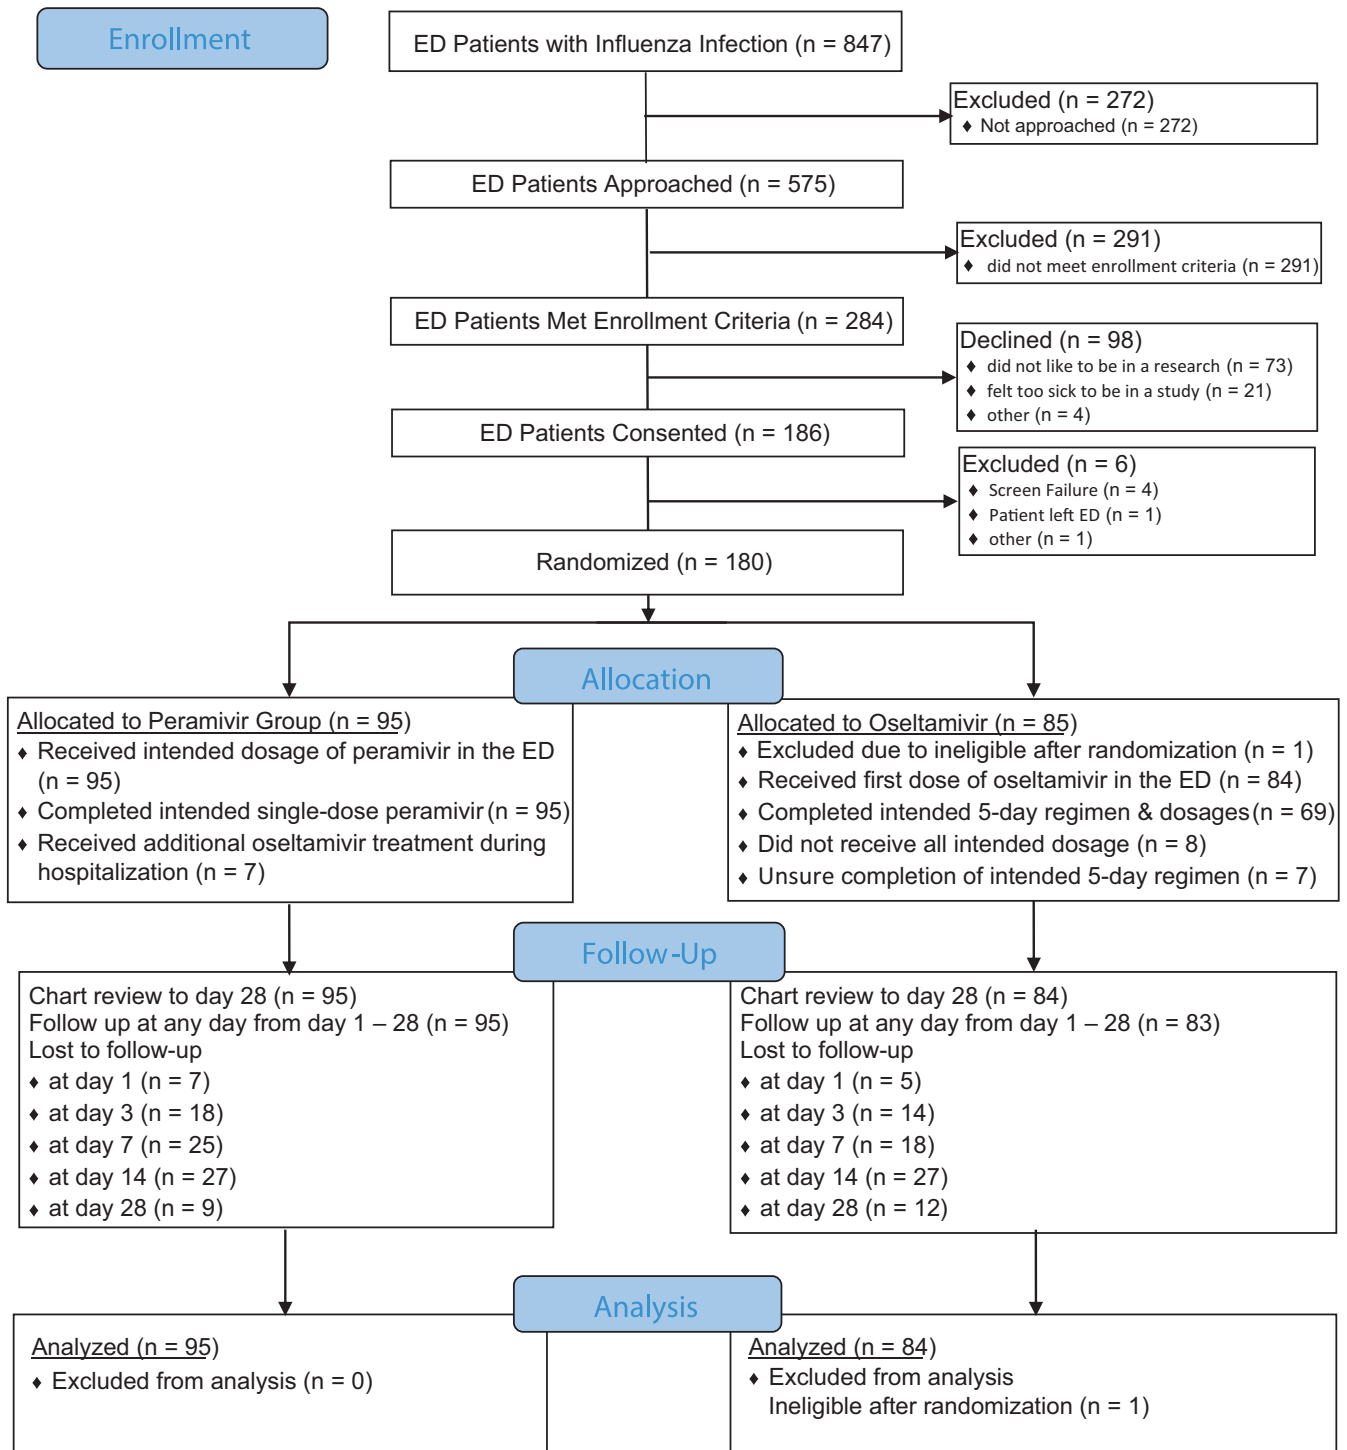 Enrollment
ED Patients with Influenza Infection (n = 847)
Excluded (n = 272)
♦ Not approached (n = 272)
ED Patients Approached (n = 575)
Excluded (n = 291)
♦ did not meet enrollment criteria (n = 291)
ED Patients Met Enrollment Criteria (n = 284)
Declined (n = 98)
♦ did not like to be in a research (n = 73)
♦ felt too sick to be in a study (n = 21)
♦ other (n = 4)
ED Patients Consented (n = 186)
Excluded (n = 6)
♦ Screen Failure (n = 4)
♦ Patient left ED (n = 1)
♦ other (n = 1)
Randomized (n = 180)
Allocation
Allocated to Peramivir Group (n = 95)
♦ Received intended dosage of peramivir in the ED
(n = 95)
♦ Completed intended single-dose peramivir (n = 95)
♦ Received additional oseltamivir treatment during
hospitalization (n = 7)
Allocated to Oseltamivir (n = 85)
♦ Excluded due to ineligible after randomization (n = 1)
♦ Received first dose of oseltamivir in the ED (n = 84)
♦ Completed intended 5-day regimen & dosages (n = 69)
♦ Did not receive all intended dosage (n = 8)
♦ Unsure completion of intended 5-day regimen (n = 7)
Follow-Up
Chart review to day 28 (n = 95)
Follow up at any day from day 1 – 28 (n = 95)
Lost to follow-up
♦ at day 1 (n = 7)
♦ at day 3 (n = 18)
♦ at day 7 (n = 25)
♦ at day 14 (n = 27)
♦ at day 28 (n = 9)
Chart review to day 28 (n = 84)
Follow up at any day from day 1 – 28 (n = 83)
Lost to follow-up
♦ at day 1 (n = 5)
♦ at day 3 (n = 14)
♦ at day 7 (n = 18)
♦ at day 14 (n = 27)
♦ at day 28 (n = 12)
Analysis
Analyzed (n = 95)
♦ Excluded from analysis (n = 0)
Analyzed (n = 84)
♦ Excluded from analysis
Ineligible after randomization (n = 1)